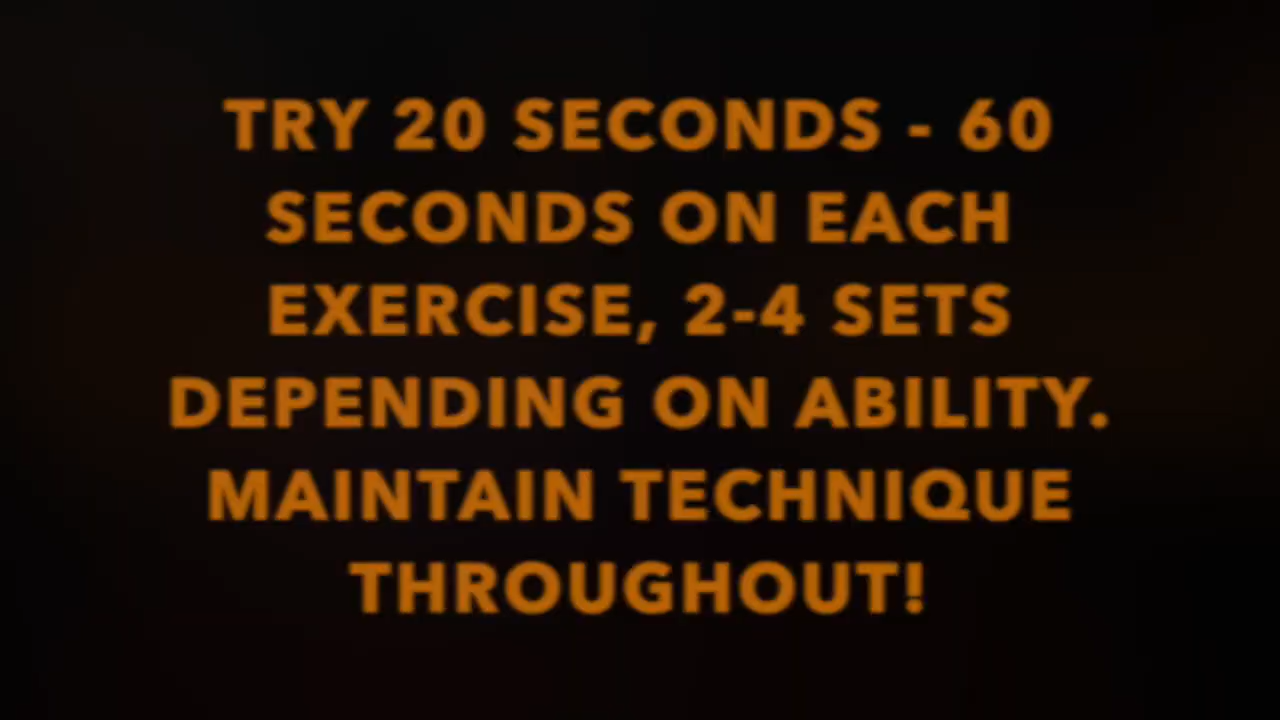 TRY 20 SECONDS - 60
SECONDS ON EACH
EXERCISE, 2-4 SETS
DEPENDING ON ABILITY.
MAINTAIN TECHNIQUE
THROUGHOUT!